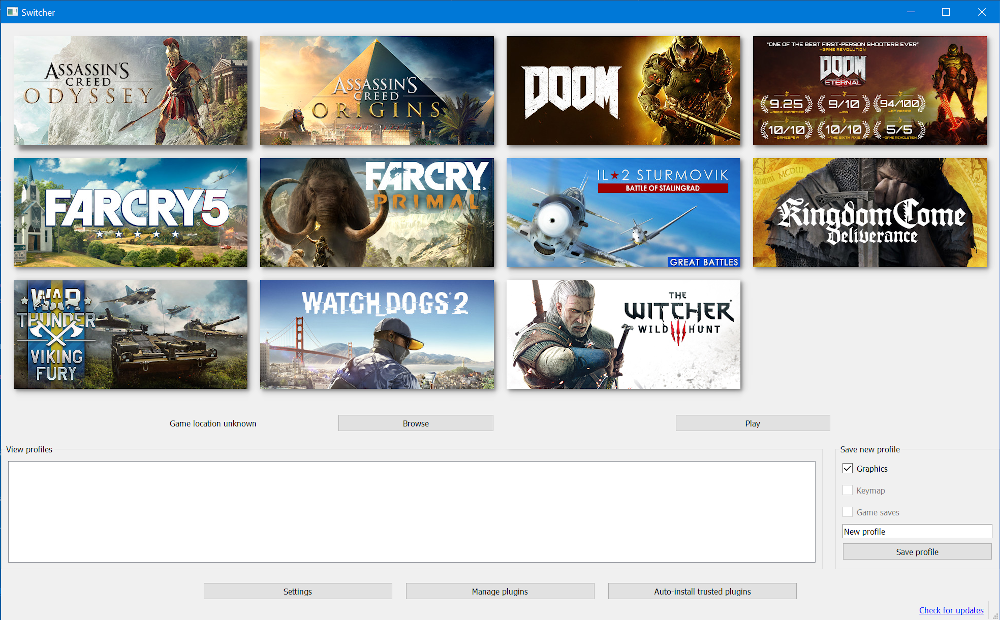 Switcher
ASSASSIN'S
CREED
ODYSSEY
ASSASSIN'S
CREED
ORIGINS
DOOM
"ONE OF THE BEST FIRST-PERSON SHOOTERS EVER"
-GAME REVOLUTION
DOOM
ETERNAL
9.25
9/10
94/100
10/10
10/10
5/5
FARCRY5
FARCRY
PRIMAL
IL★2 STURMOVIK
BATTLE OF STALINGRAD
GREAT BATTLES
Kingdom Come
Deliverance
WAR
THUNDER
VIKING
FURY
WATCH DOGS 2
THE
WITCHER
WILD HUNT
Game location unknown
Browse
Play
View profiles
Save new profile
Graphics
Keymap
Game saves
New profile
Save profile
Settings
Manage plugins
Auto-install trusted plugins
Check for updates